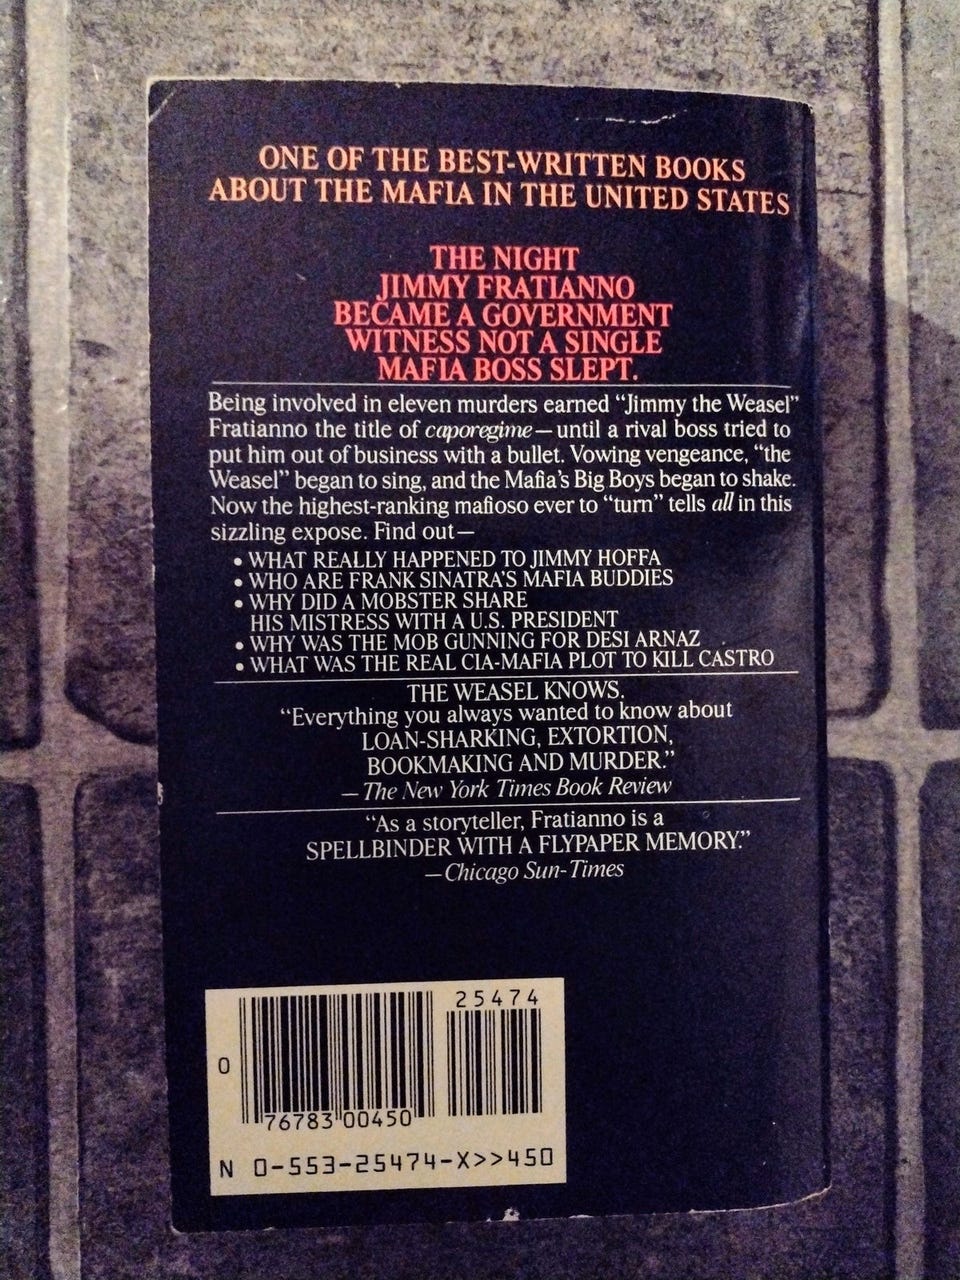 ONE OF THE BEST-WRITTEN BOOKS
ABOUT THE MAFIA IN THE UNITED STATES
THE NIGHT
JIMMY FRATIANNO
BECAME A GOVERNMENT
WITNESS NOT A SINGLE
MAFIA BOSS SLEPT.
Being involved in eleven murders earned “Jimmy the Weasel”
Fratianno the title of caporegime—until a rival boss tried to
put him out of business with a bullet. Vowing vengeance, “the
Weasel” began to sing, and the Mafia's Big Boys began to shake.
Now the highest-ranking mafioso ever to “turn” tells all in this
sizzling expose. Find out—
• WHAT REALLY HAPPENED TO JIMMY HOFFA
• WHO ARE FRANK SINATRA'S MAFIA BUDDIES
• WHY DID A MOBSTER SHARE
HIS MISTRESS WITH A U.S. PRESIDENT
• WHY WAS THE MOB GUNNING FOR DESI ARNAZ
• WHAT WAS THE REAL CIA-MAFIA PLOT TO KILL CASTRO
THE WEASEL KNOWS.
“Everything you always wanted to know about
LOAN-SHARKING, EXTORTION,
BOOKMAKING AND MURDER.”
—The New York Times Book Review
“As a storyteller, Fratianno is a
SPELLBINDER WITH A FLYPAPER MEMORY.”
—Chicago Sun-Times
25474
0
76783 00450
N 0-553-25474-X>>450